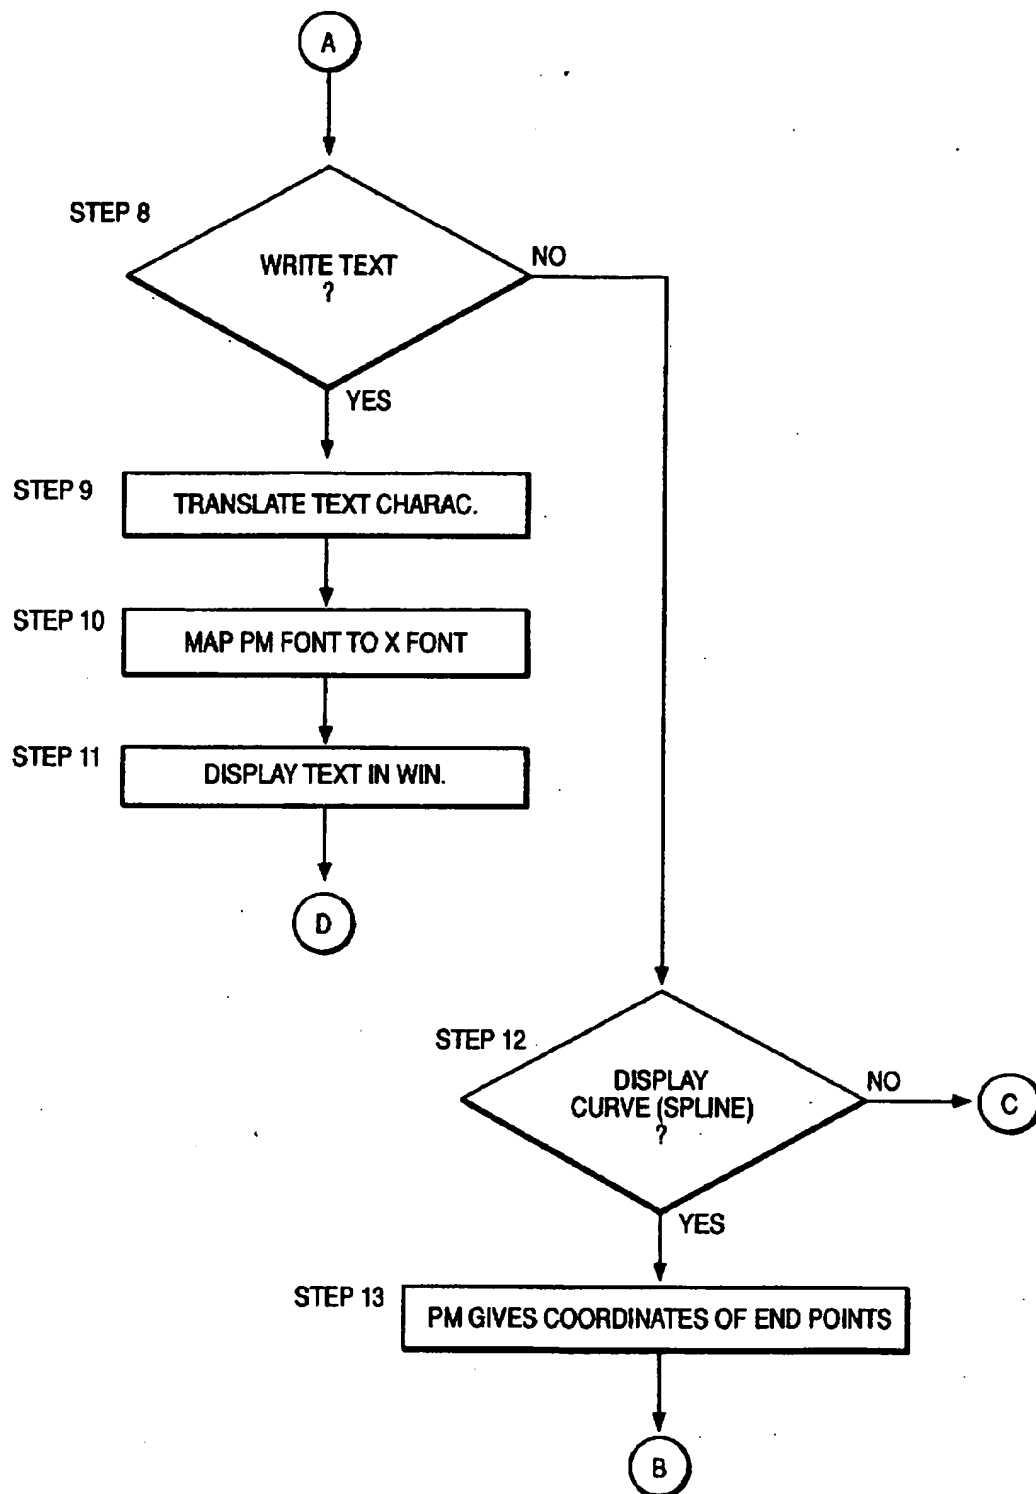 A
STEP 8
WRITE TEXT
?
NO
YES
STEP 9
TRANSLATE TEXT CHARAC.
STEP 10
MAP PM FONT TO X FONT
STEP 11
DISPLAY TEXT IN WIN.
D
STEP 12
DISPLAY
CURVE (SPLINE)
?
NO
C
YES
STEP 13
PM GIVES COORDINATES OF END POINTS
B